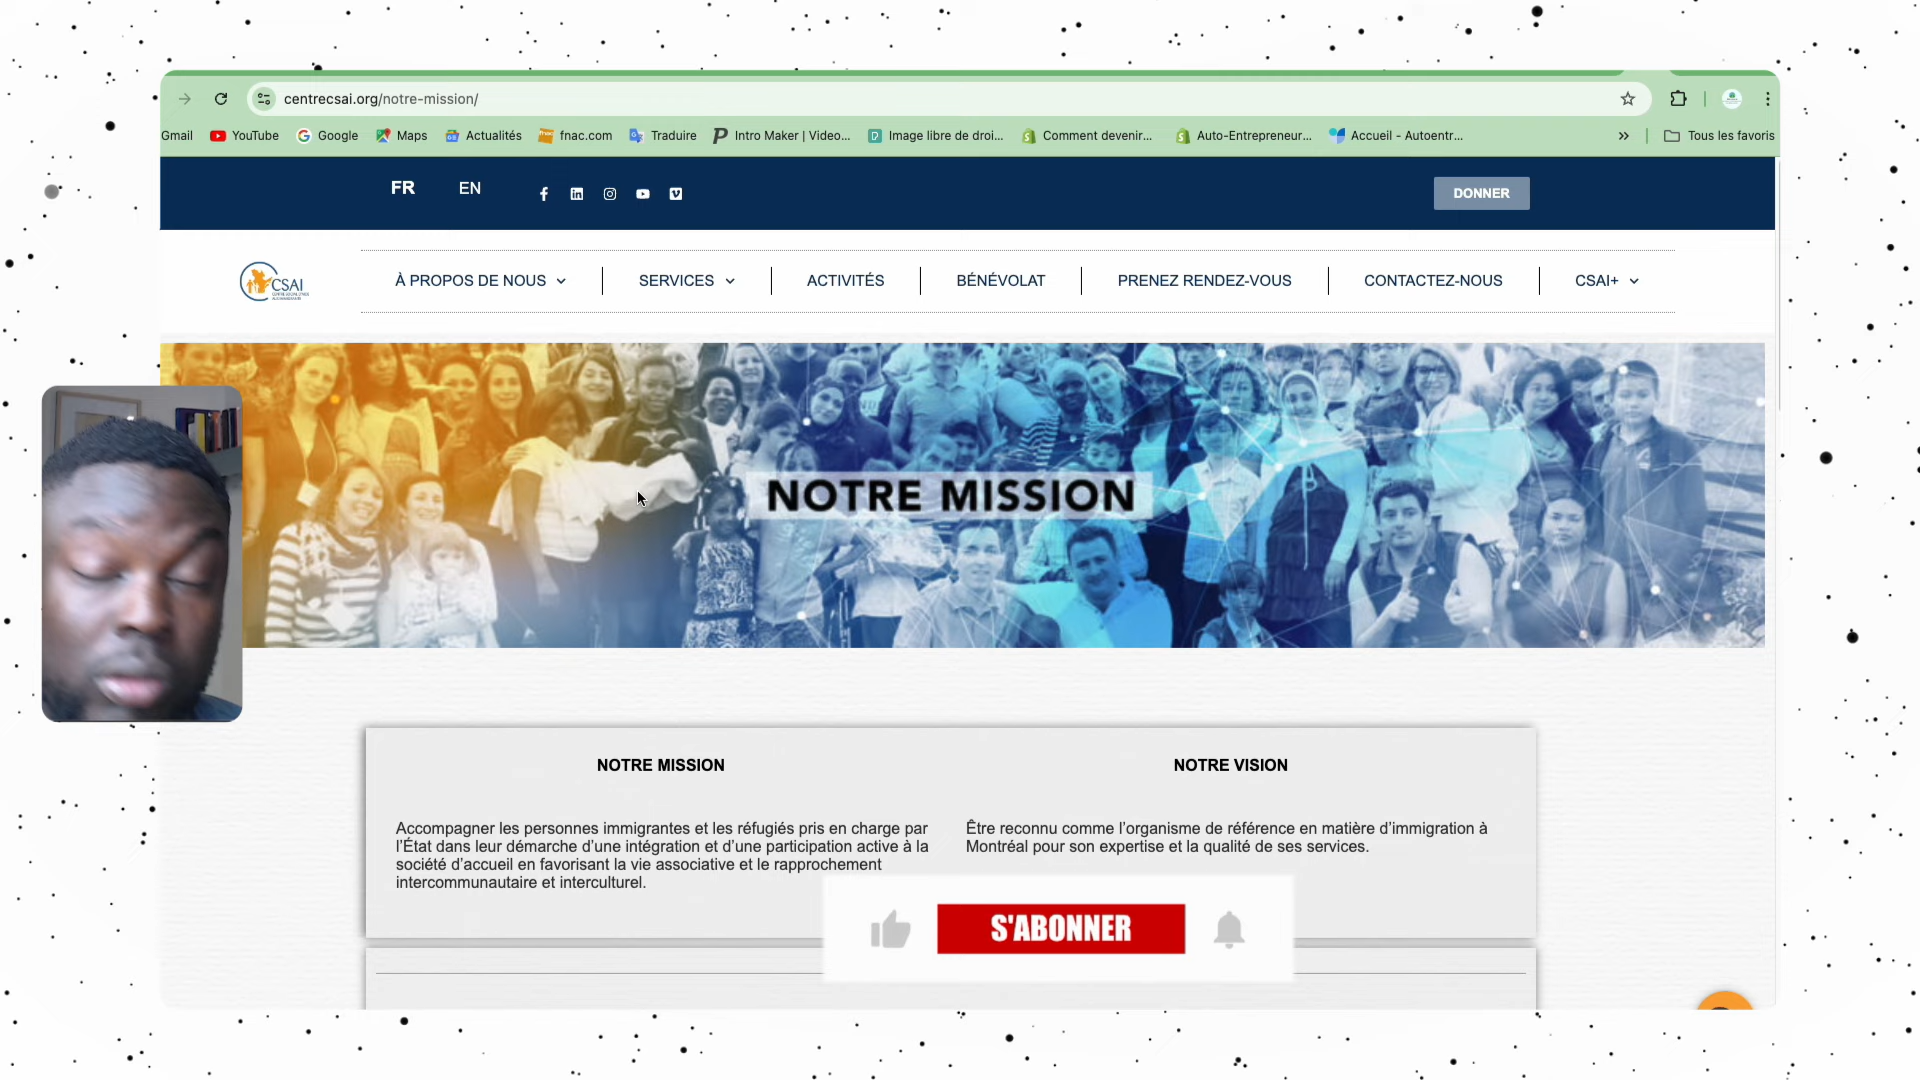 centrecsai.org/notre-mission/
Gmail YouTube Google Maps Actualités fnac.com Traduire Intro Maker | Video... Image libre de droi... Comment devenir... Auto-Entrepreneur... Accueil - Autoentr... » Tous les favoris
FR EN DONNER
CSAI
À PROPOS DE NOUS SERVICES ACTIVITÉS BÉNÉVOLAT PRENEZ RENDEZ-VOUS CONTACTEZ-NOUS CSAI+
NOTRE MISSION
NOTRE MISSION
Accompagner les personnes immigrantes et les réfugiés pris en charge par
l’État dans leur démarche d’une intégration et d’une participation active à la
société d’accueil en favorisant la vie associative et le rapprochement
intercommunautaire et interculturel.
NOTRE VISION
Être reconnu comme l’organisme de référence en matière d’immigration à
Montréal pour son expertise et la qualité de ses services.
S'ABONNER